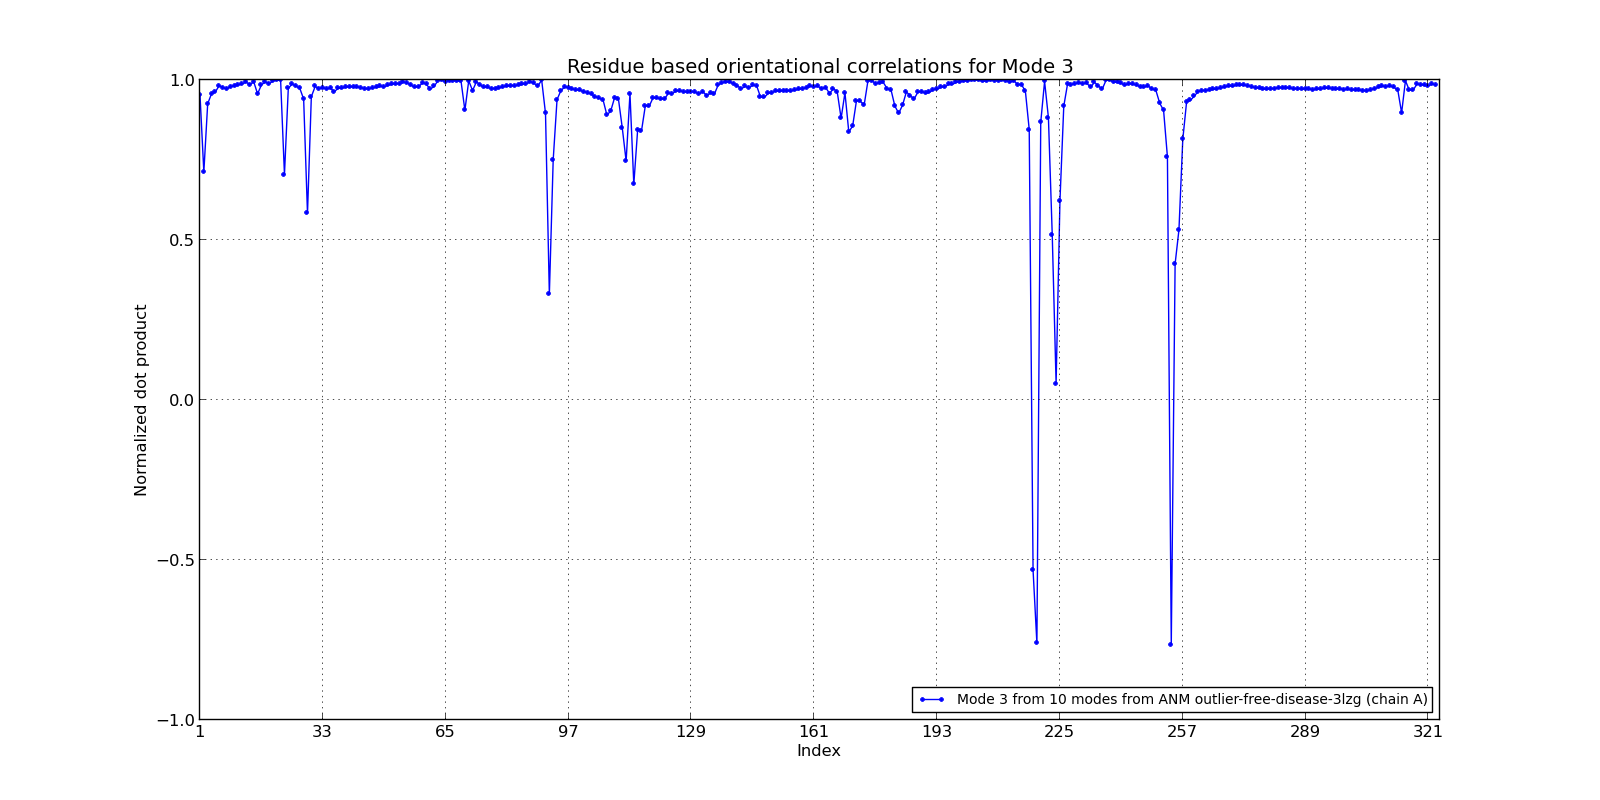 Residue based orientational correlations for Mode 3
1.0
0.5
0.0
−0.5
−1.0
Normalized dot product
Mode 3 from 10 modes from ANM outlier-free-disease-3lzg (chain A)
1 33 65 97 129 161 193 225 257 289 321
Index